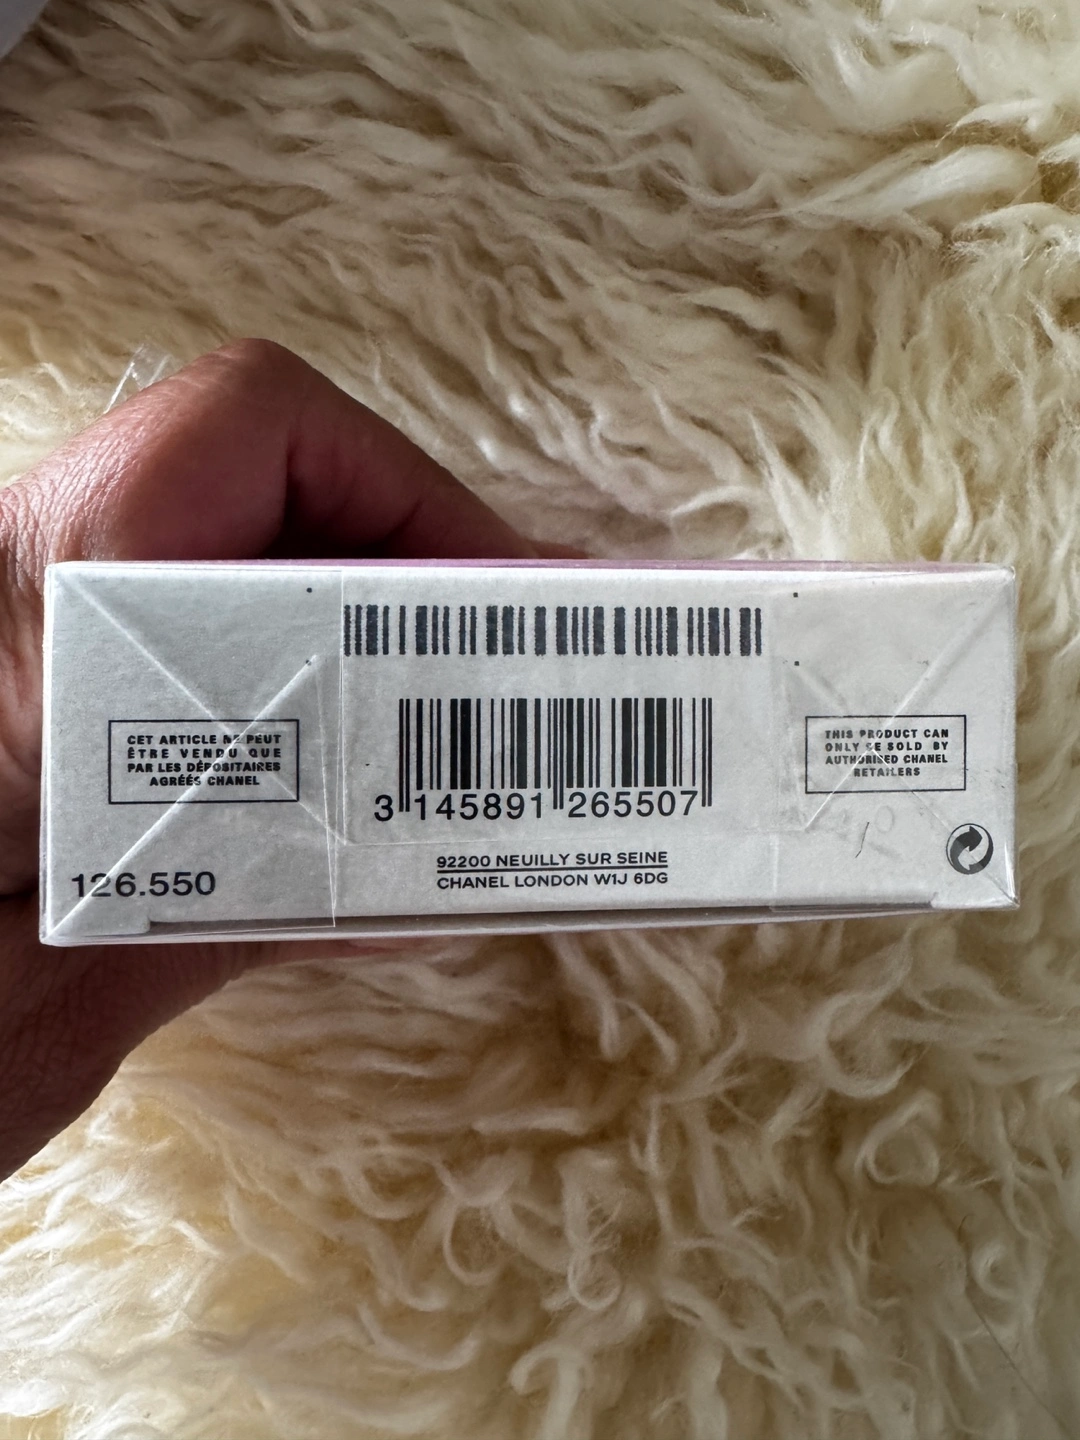 CET ARTICLE NE PEUT
ÊTRE VENDU QUE
PAR LES DÉPOSITAIRES
AGRÉÉS CHANEL
126.550
3 145891 265507
92200 NEUILLY SUR SEINE
CHANEL LONDON W1J 6DG
THIS PRODUCT CAN
ONLY BE SOLD BY
AUTHORISED CHANEL
RETAILERS